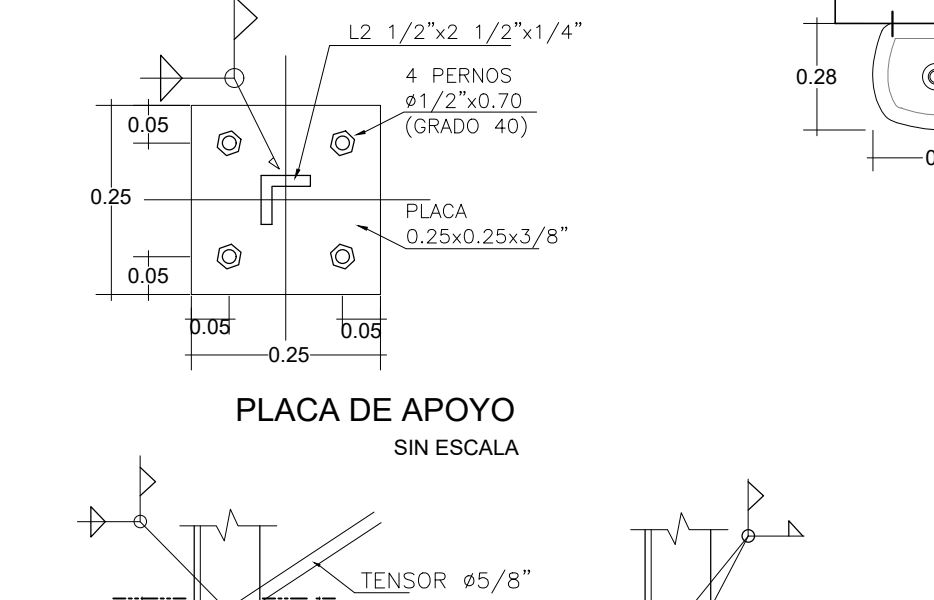 L2 1/2”x2 1/2”x1/4”
4 PERNOS
ø1/2”x0.70
(GRADO 40)
0.28
0.05
0.25
PLACA
0.25x0.25x3/8”
0.05
0.05
0.05
0.25
PLACA DE APOYO
SIN ESCALA
TENSOR ø5/8”